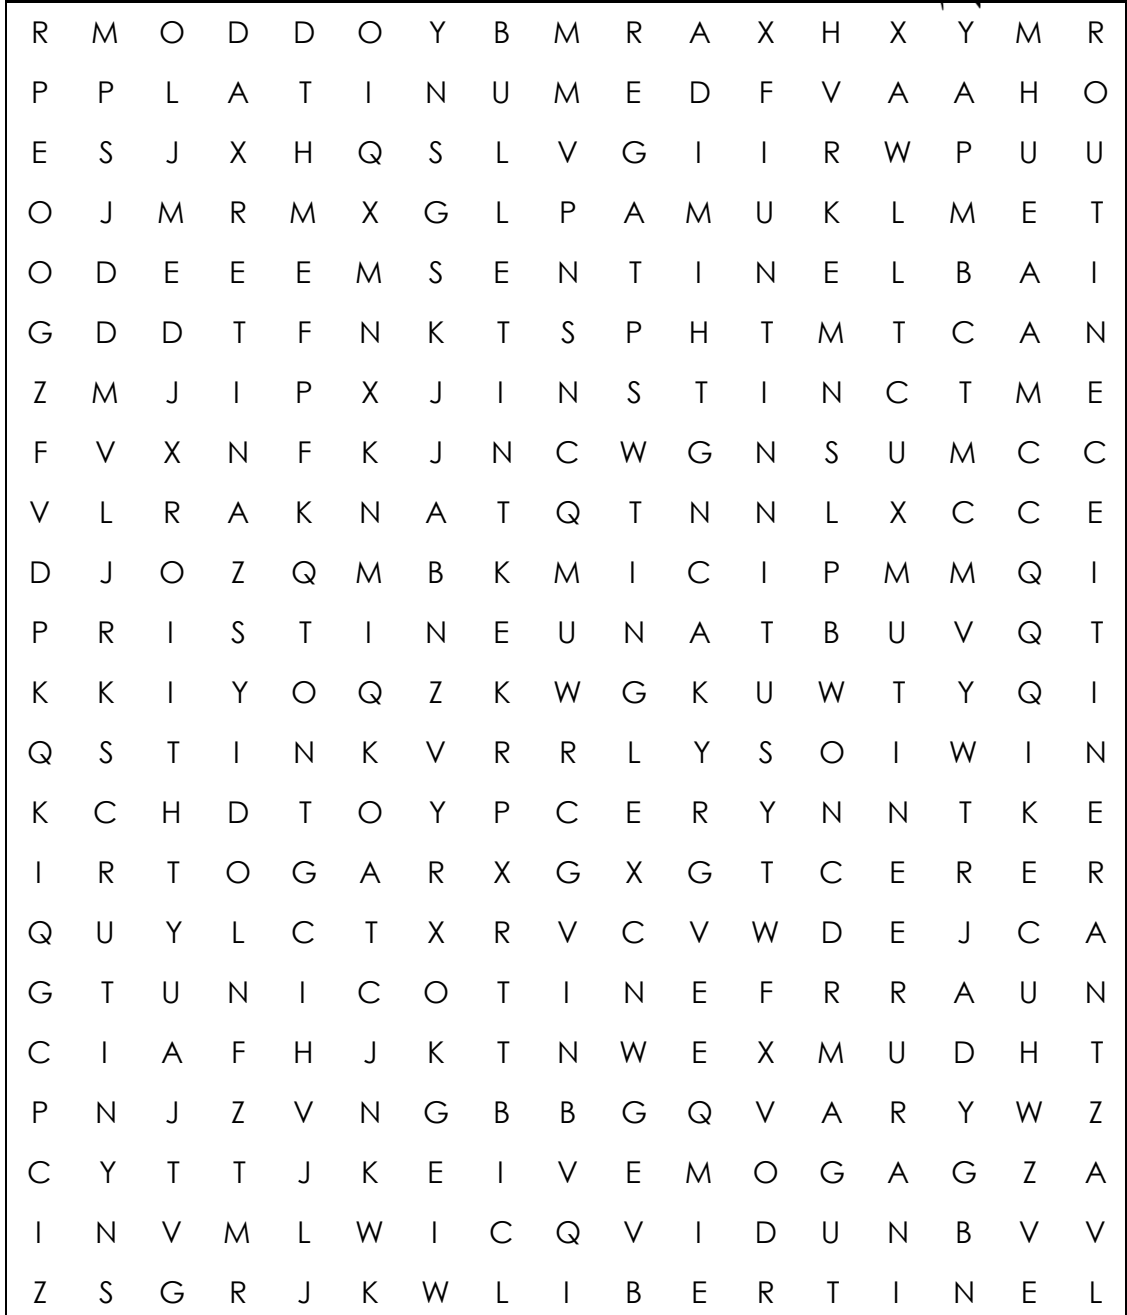 R M O D D O Y B M R A X H X Y M R
P P L A T I N U M E D F V A A H O
E S J X H Q S L V G I I R W P U U
O J M R M X G L P A M U K L M E T
O D E E E M S E N T I N E L B A I
G D D T F N K T S P H T M T C A N
Z M J I P X J I N S T I N C T M E
F V X N F K J N C W G N S U M C C
V L R A K N A T Q T N N L X C C E
D J O Z Q M B K M I C I P M M Q I
P R I S T I N E U N A T B U V Q T
K K I Y O Q Z K W G K U W T Y Q I
Q S T I N K V R R L Y S O I W I N
K C H D T O Y P C E R Y N N T K E
I R T O G A R X G X G T C E R E R
Q U Y L C T X R V C V W D E J C A
G T U N I C O T I N E F R R A U N
C I A F H J K T N W E X M U D H T
P N J Z V N G B B G Q V A R Y W Z
C Y T T J K E I V E M O G A G Z A
I N V M L W I C Q V I D U N B V V
Z S G R J K W L I B E R T I N E L